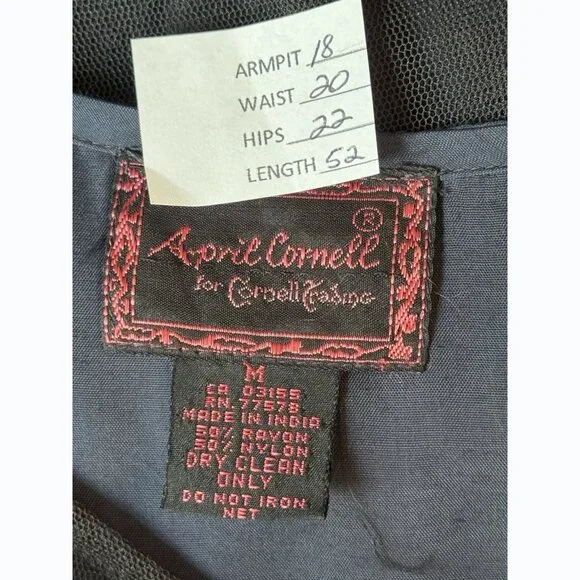 ARMPIT 18
WAIST 20
HIPS 22
LENGTH 52
®
April Cornell
for Cornell Trading
M
CA 03155
RN 77578
MADE IN INDIA
50% RAYON
50% NYLON
DRY CLEAN
ONLY
DO NOT IRON
NET